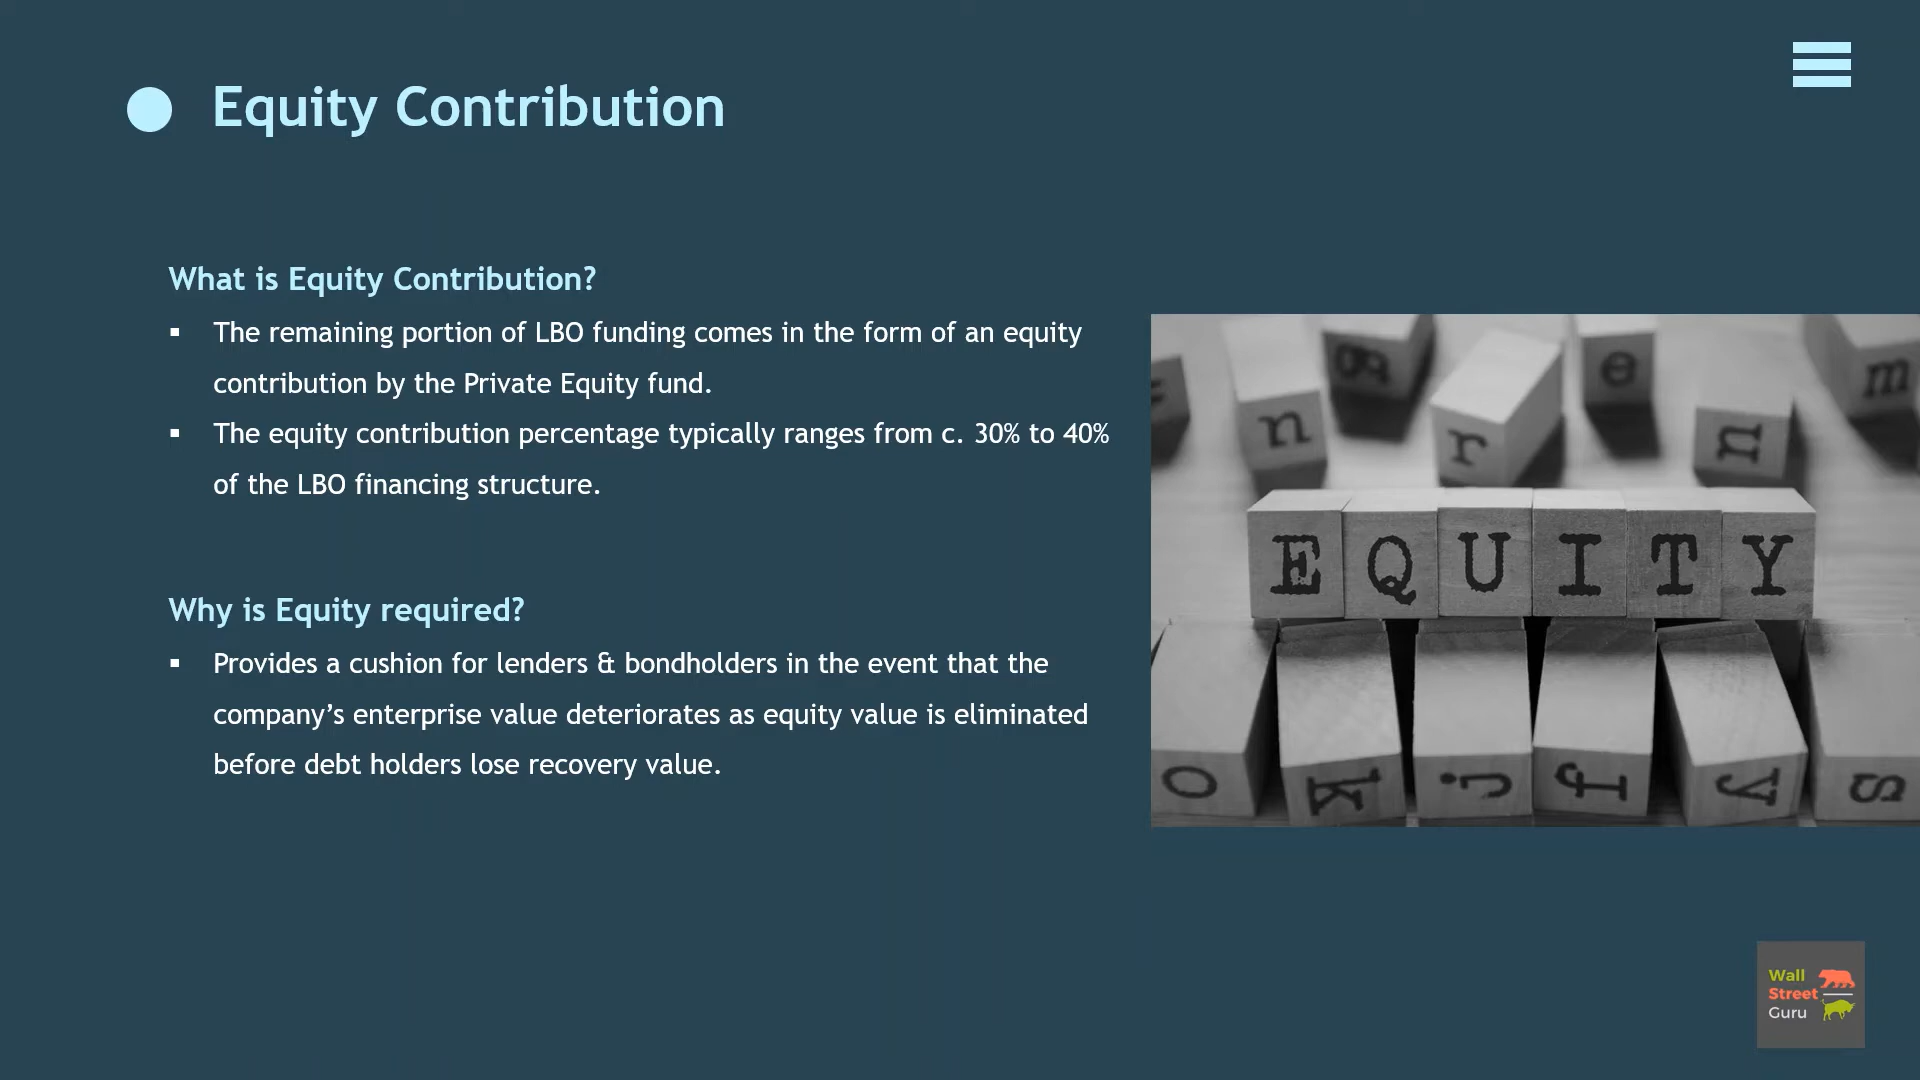 Equity Contribution
What is Equity Contribution?
▪ The remaining portion of LBO funding comes in the form of an equity
contribution by the Private Equity fund.
▪ The equity contribution percentage typically ranges from c. 30% to 40%
of the LBO financing structure.
Why is Equity required?
▪ Provides a cushion for lenders & bondholders in the event that the
company’s enterprise value deteriorates as equity value is eliminated
before debt holders lose recovery value.
n r e n m
EQUITY
o k j f y s
Wall
Street
Guru